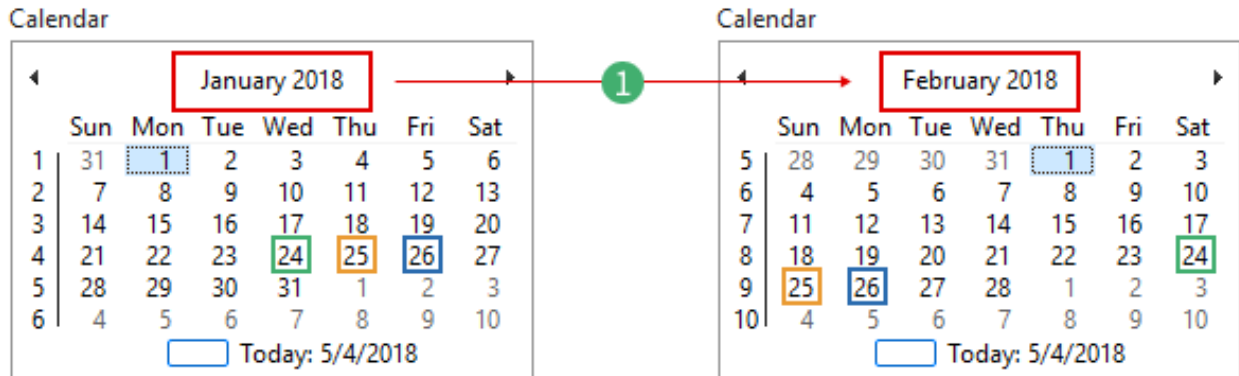 Calendar
January 2018
Sun Mon Tue Wed Thu Fri Sat
1 31 1 2 3 4 5 6
2 7 8 9 10 11 12 13
3 14 15 16 17 18 19 20
4 21 22 23 24 25 26 27
5 28 29 30 31 1 2 3
6 4 5 6 7 8 9 10
Today: 5/4/2018
1
Calendar
February 2018
Sun Mon Tue Wed Thu Fri Sat
5 28 29 30 31 1 2 3
6 4 5 6 7 8 9 10
7 11 12 13 14 15 16 17
8 18 19 20 21 22 23 24
9 25 26 27 28 1 2 3
10 4 5 6 7 8 9 10
Today: 5/4/2018